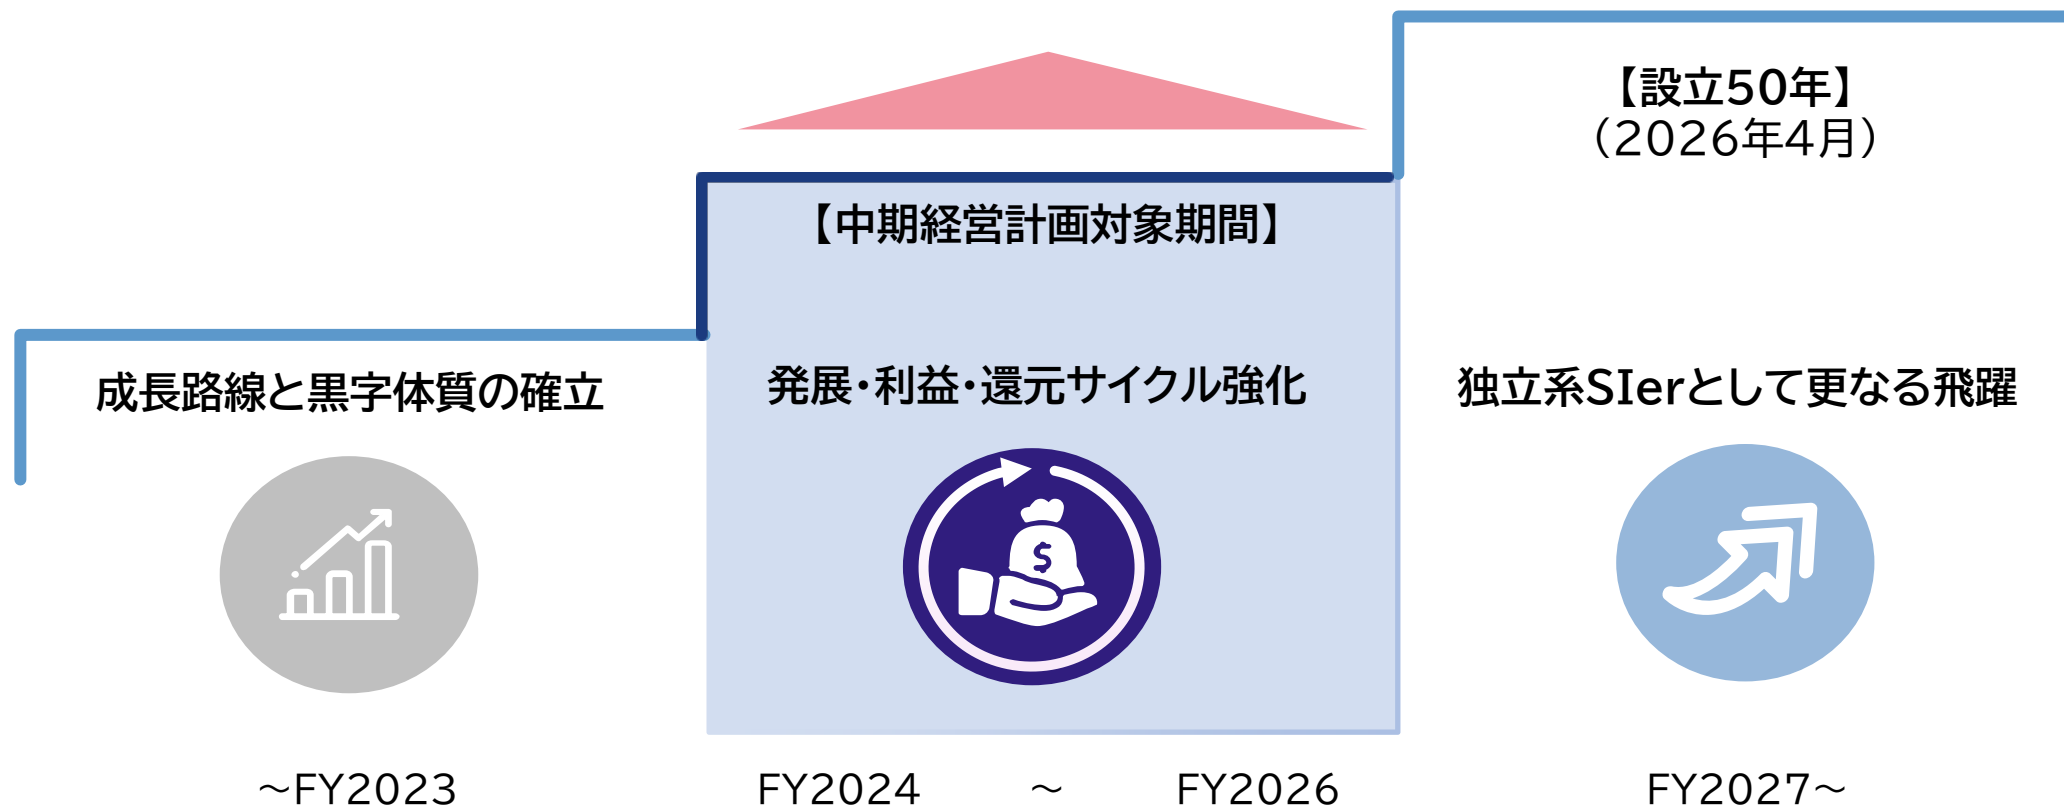 【設立50年】
（2026年4月）
【中期経営計画対象期間】
成長路線と黒字体質の確立
発展・利益・還元サイクル強化
独立系SIerとして更なる飛躍
$
～FY2023
FY2024 ～ FY2026
FY2027～